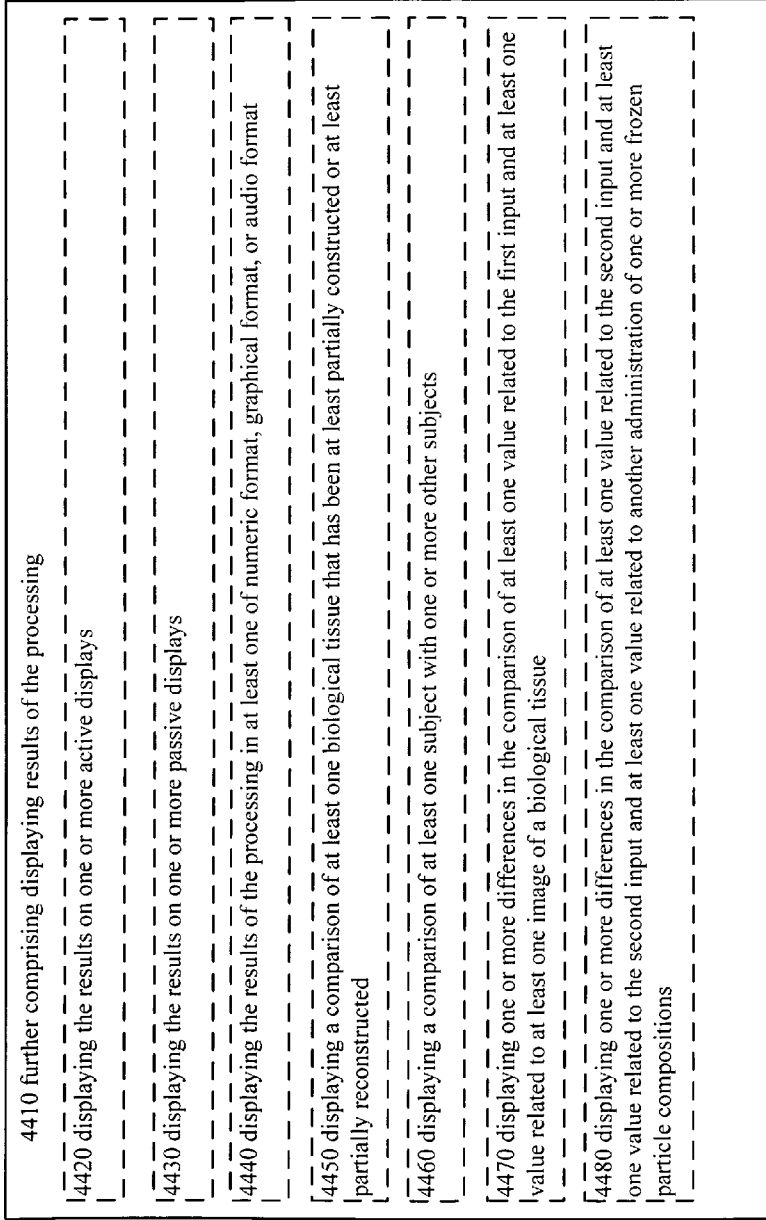 4410 further comprising displaying results of the processing
4420 displaying the results on one or more active displays
4430 displaying the results on one or more passive displays
4440 displaying the results of the processing in at least one of numeric format, graphical format, or audio format
4450 displaying a comparison of at least one biological tissue that has been at least partially constructed or at least
partially reconstructed
4460 displaying a comparison of at least one subject with one or more other subjects
4470 displaying one or more differences in the comparison of at least one value related to the first input and at least one
value related to at least one image of a biological tissue
4480 displaying one or more differences in the comparison of at least one value related to the second input and at least
one value related to the second input and at least one value related to another administration of one or more frozen
particle compositions